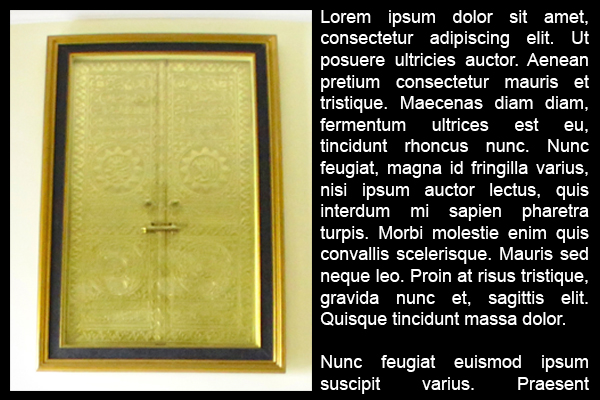 Lorem ipsum dolor sit amet,
consectetur adipiscing elit. Ut
posuere ultricies auctor. Aenean
pretium consectetur mauris et
tristique. Maecenas diam diam,
fermentum ultrices est eu,
tincidunt rhoncus nunc. Nunc
feugiat, magna id fringilla varius,
nisi ipsum auctor lectus, quis
interdum mi sapien pharetra
turpis. Morbi molestie enim quis
convallis scelerisque. Mauris sed
neque leo. Proin at risus tristique,
gravida nunc et, sagittis elit.
Quisque tincidunt massa dolor.
Nunc feugiat euismod ipsum
suscipit varius. Praesent